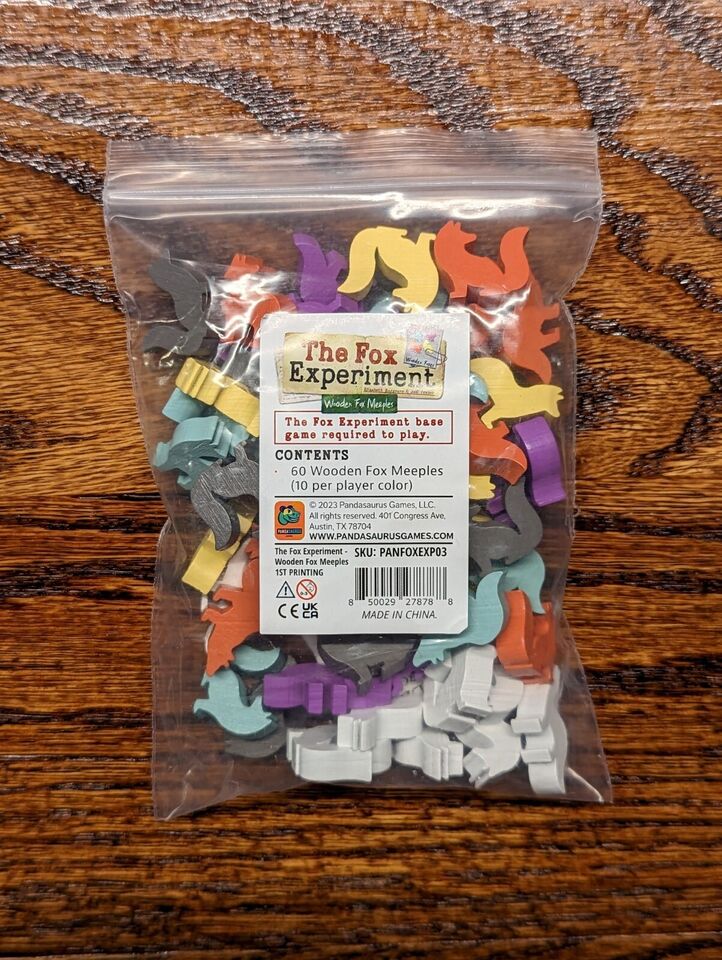 The Fox
Experiment
Wooden Fox Meeples
The Fox Experiment base
game required to play.
CONTENTS
· 60 Wooden Fox Meeples
(10 per player color)
PANDASAURUS
© 2023 Pandasaurus Games, LLC.
All rights reserved. 401 Congress Ave,
Austin, TX 78704
WWW.PANDASAURUSGAMES.COM
The Fox Experiment -
Wooden Fox Meeples
1ST PRINTING
SKU: PANFOXEXP03
0-3
CE UK
CA
8 50029 27878 8
MADE IN CHINA.